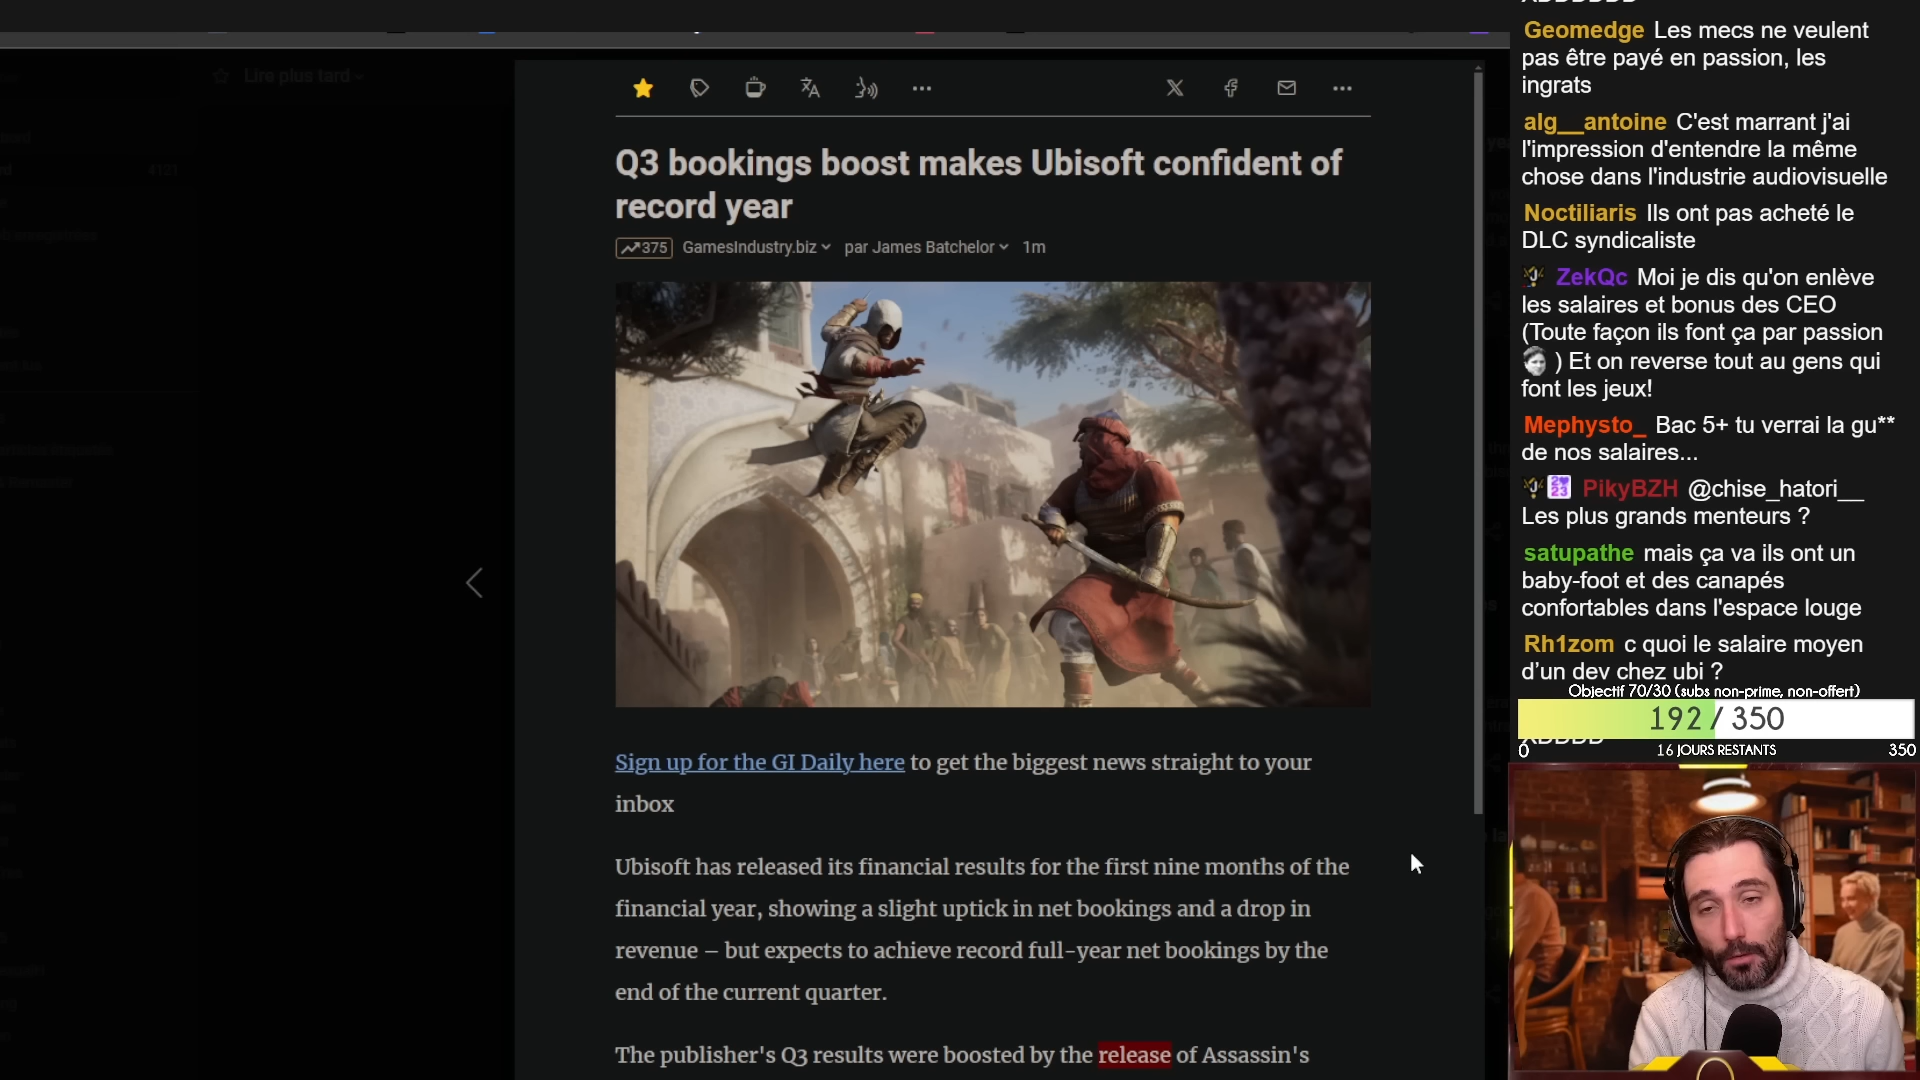 Lire plus tard
Q3 bookings boost makes Ubisoft confident of
record year
375 GamesIndustry.biz par James Batchelor 1m
Sign up for the GI Daily here to get the biggest news straight to your
inbox
Ubisoft has released its financial results for the first nine months of the
financial year, showing a slight uptick in net bookings and a drop in
revenue – but expects to achieve record full-year net bookings by the
end of the current quarter.
The publisher's Q3 results were boosted by the release of Assassin's
Geomedge Les mecs ne veulent
pas être payé en passion, les
ingrats
alg__antoine C'est marrant j'ai
l'impression d'entendre la même
chose dans l'industrie audiovisuelle
Noctiliaris Ils ont pas acheté le
DLC syndicaliste
ZekQc Moi je dis qu'on enlève
les salaires et bonus des CEO
(Toute façon ils font ça par passion
) Et on reverse tout au gens qui
font les jeux!
Mephysto_ Bac 5+ tu verrai la gu**
de nos salaires...
PikyBZH @chise_hatori__
Les plus grands menteurs ?
satupathe mais ça va ils ont un
baby-foot et des canapés
confortables dans l'espace louge
Rh1zom c quoi le salaire moyen
d’un dev chez ubi ?
Objectif 70/30 (subs non-prime, non-offert)
192 / 350
0 16 JOURS RESTANTS 350